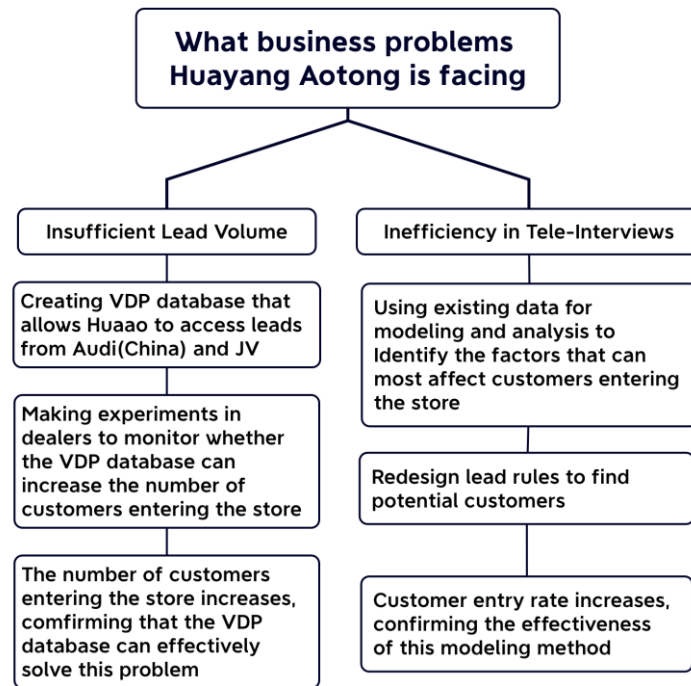 What business problems
Huayang Aotong is facing
Insufficient Lead Volume
Creating VDP database that
allows Huaao to access leads
from Audi(China) and JV
Making experiments in
dealers to monitor whether
the VDP database can
increase the number of
customers entering the store
The number of customers
entering the store increases,
comfirming that the VDP
database can effectively
solve this problem
Inefficiency in Tele-Interviews
Using existing data for
modeling and analysis to
Identify the factors that can
most affect customers entering
the store
Redesign lead rules to find
potential customers
Customer entry rate increases,
confirming the effectiveness
of this modeling method